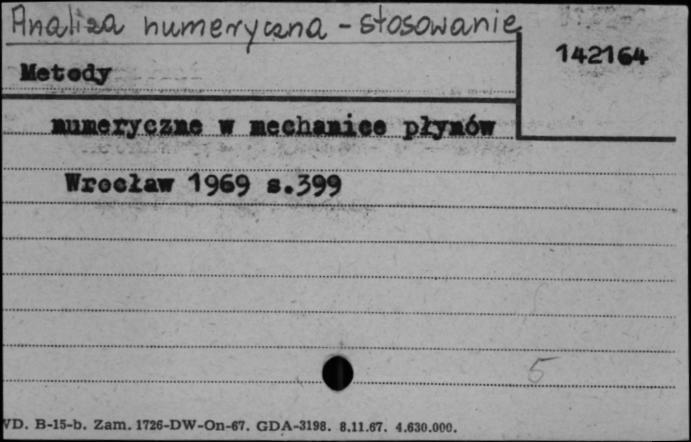 Analiza numeryczna - stosowanie
142164
Metody
numeryczne w mechanice płynów
Wrocław 1969 s.399
5
VD. B-15-b. Zam. 1726-DW-On-67. GDA-3198. 8.11.67. 4.630.000.